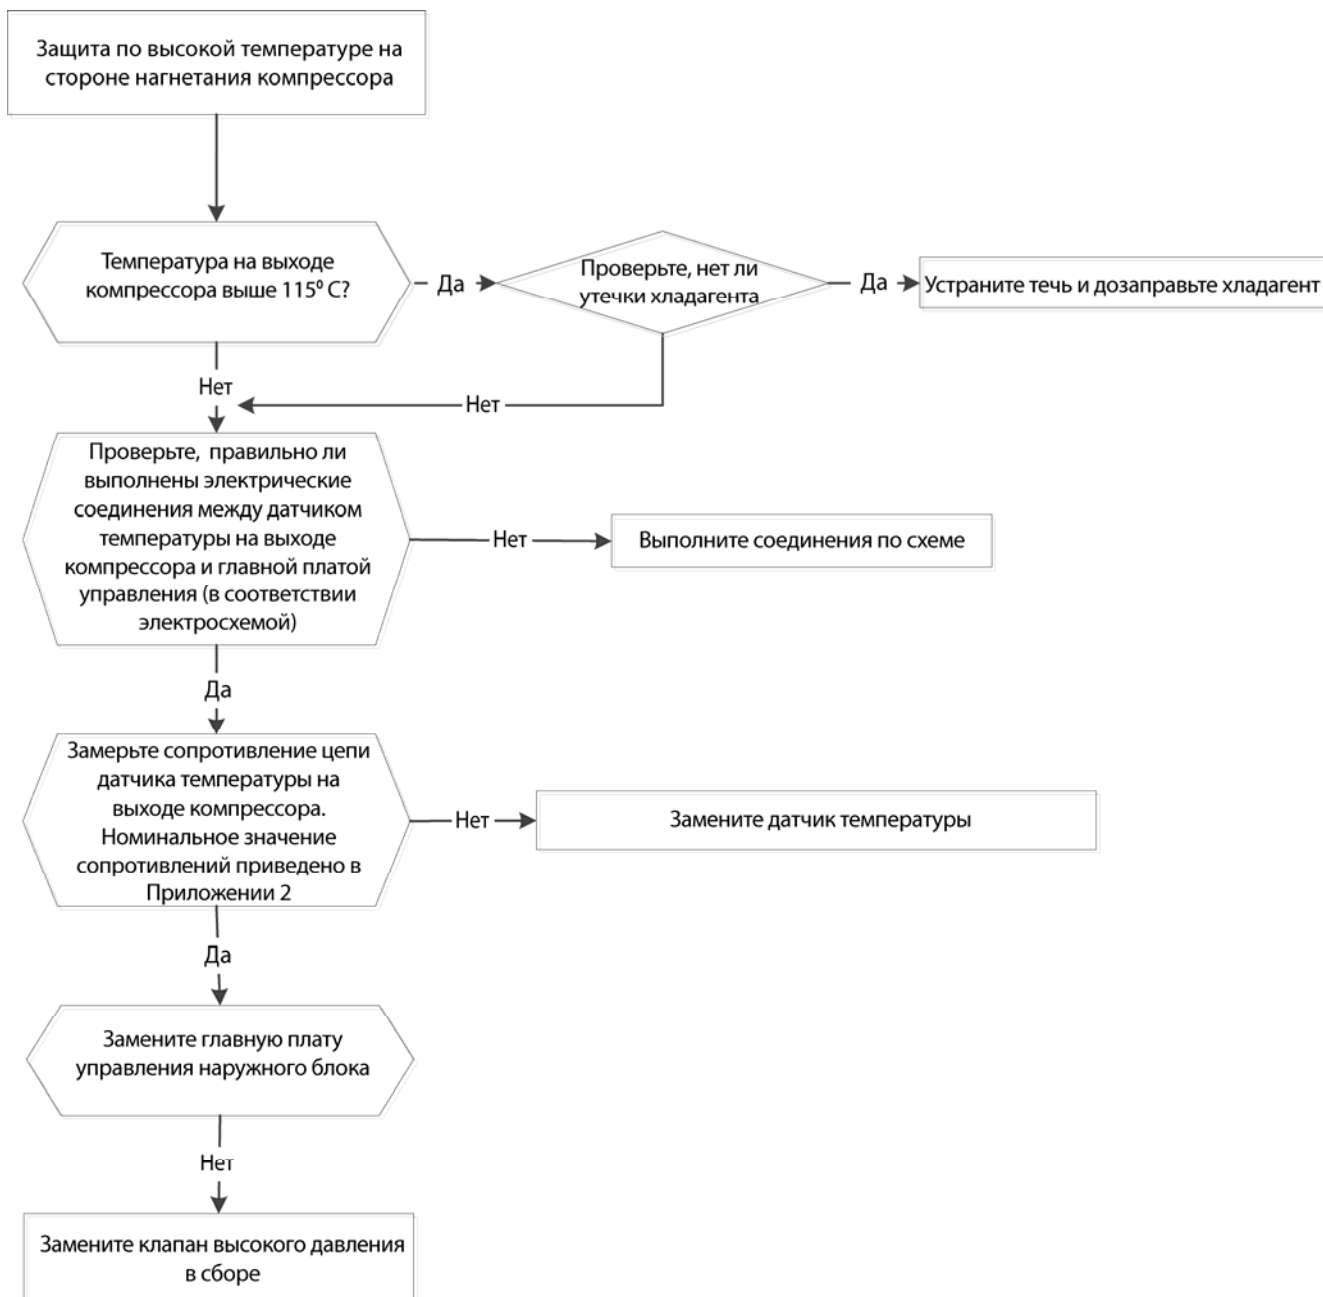 Защита по высокой температуре на
стороне нагнетания компрессора
Температура на выходе
компрессора выше 115⁰ С?
Да
Проверьте, нет ли
утечки хладагента
Да
Устраните течь и дозаправьте хладагент
Нет
Нет
Проверьте, правильно ли
выполнены электрические
соединения между датчиком
температуры на выходе
компрессора и главной платой
управления (в соответствии
электросхемой)
Нет
Выполните соединения по схеме
Да
Замерьте сопротивление цепи
датчика температуры на
выходе компрессора.
Номинальное значение
сопротивлений приведено в
Приложении 2
Нет
Замените датчик температуры
Да
Замените главную плату
управления наружного блока
Нет
Замените клапан высокого давления
в сборе